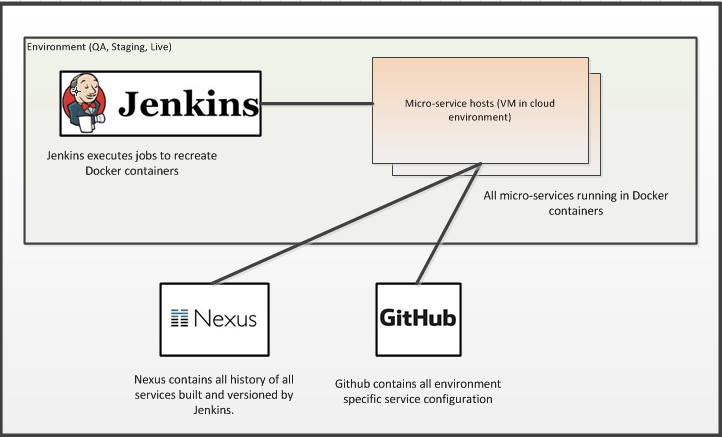 Environment (QA, Staging, Live)
Jenkins
Micro-service hosts (VM in cloud
environment)
Jenkins executes jobs to recreate
Docker containers
All micro-services running in Docker
containers
Nexus
GitHub
Nexus contains all history of all
services built and versioned by
Jenkins.
Github contains all environment
specific service configuration